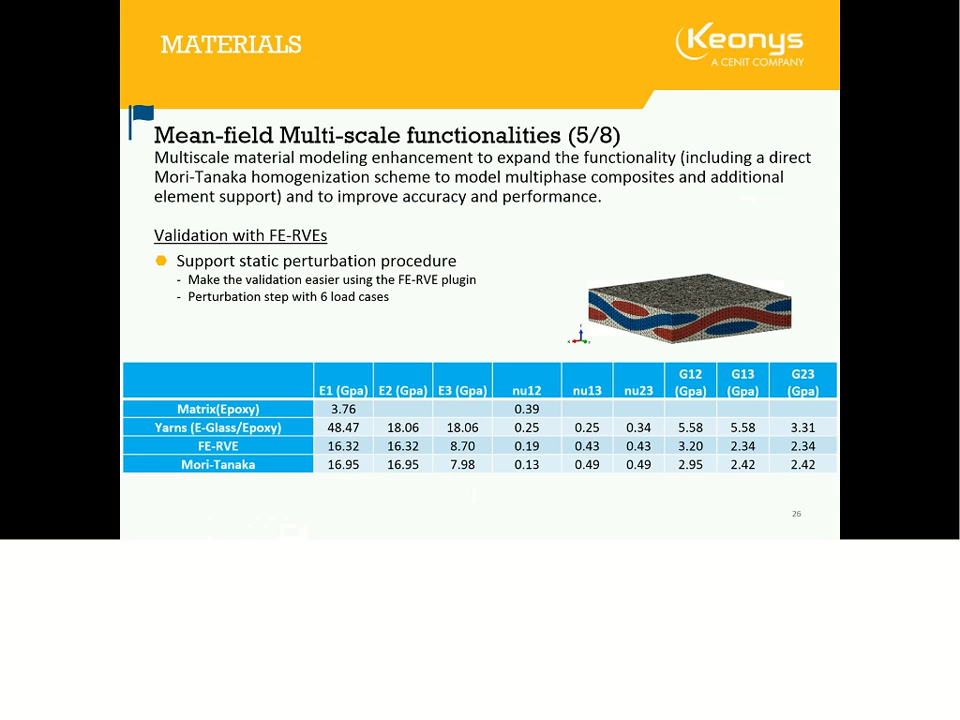 MATERIALS
Keonys
A CENIT COMPANY
Mean-field Multi-scale functionalities (5/8)
Multiscale material modeling enhancement to expand the functionality (including a direct
Mori-Tanaka homogenization scheme to model multiphase composites and additional
element support) and to improve accuracy and performance.
Validation with FE-RVEs
Support static perturbation procedure
- Make the validation easier using the FE-RVE plugin
- Perturbation step with 6 load cases
E1 (Gpa) E2 (Gpa) E3 (Gpa) nu12 nu13 nu23 G12 (Gpa) G13 (Gpa) G23 (Gpa)
Matrix(Epoxy) 3.76 0.39
Yarns (E-Glass/Epoxy) 48.47 18.06 18.06 0.25 0.25 0.34 5.58 5.58 3.31
FE-RVE 16.32 16.32 8.70 0.19 0.43 0.43 3.20 2.34 2.34
Mori-Tanaka 16.95 16.95 7.98 0.13 0.49 0.49 2.95 2.42 2.42
26